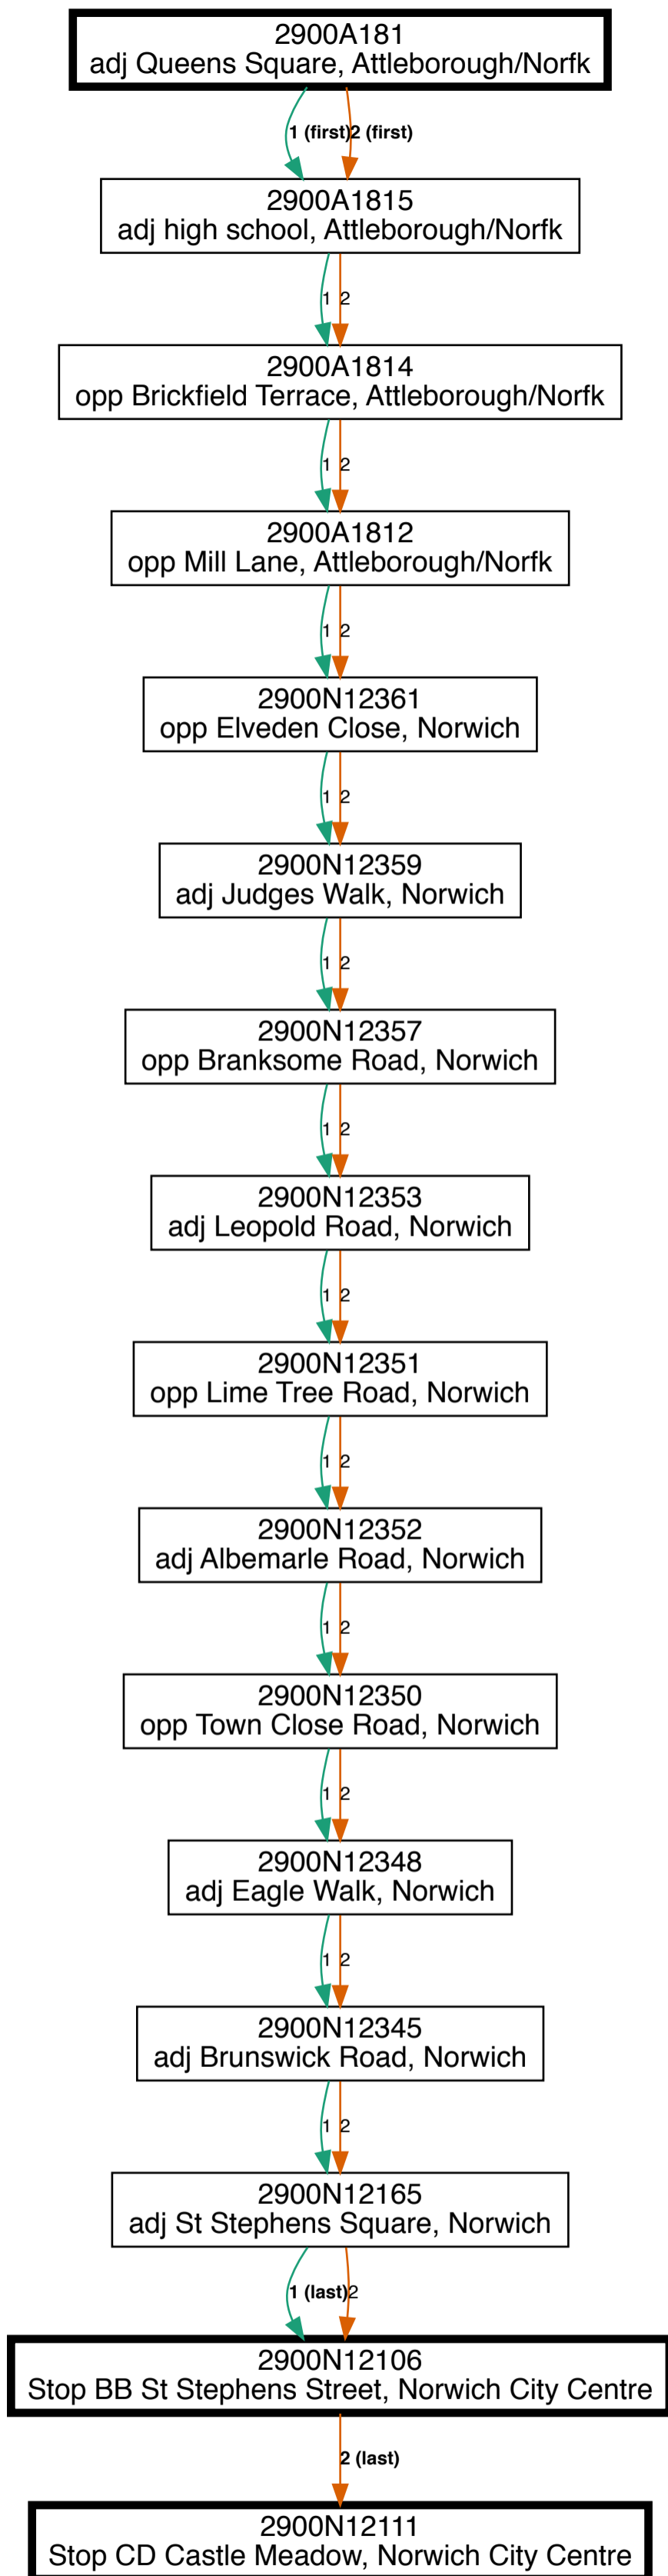 2900A181
adj Queens Square, Attleborough/Norfk
1 (first) 2 (first)
2900A1815
adj high school, Attleborough/Norfk
1 2
2900A1814
opp Brickfield Terrace, Attleborough/Norfk
1 2
2900A1812
opp Mill Lane, Attleborough/Norfk
1 2
2900N12361
opp Elveden Close, Norwich
1 2
2900N12359
adj Judges Walk, Norwich
1 2
2900N12357
opp Branksome Road, Norwich
1 2
2900N12353
adj Leopold Road, Norwich
1 2
2900N12351
opp Lime Tree Road, Norwich
1 2
2900N12352
adj Albemarle Road, Norwich
1 2
2900N12350
opp Town Close Road, Norwich
1 2
2900N12348
adj Eagle Walk, Norwich
1 2
2900N12345
adj Brunswick Road, Norwich
1 2
2900N12165
adj St Stephens Square, Norwich
1 (last) 2
2900N12106
Stop BB St Stephens Street, Norwich City Centre
2 (last)
2900N12111
Stop CD Castle Meadow, Norwich City Centre